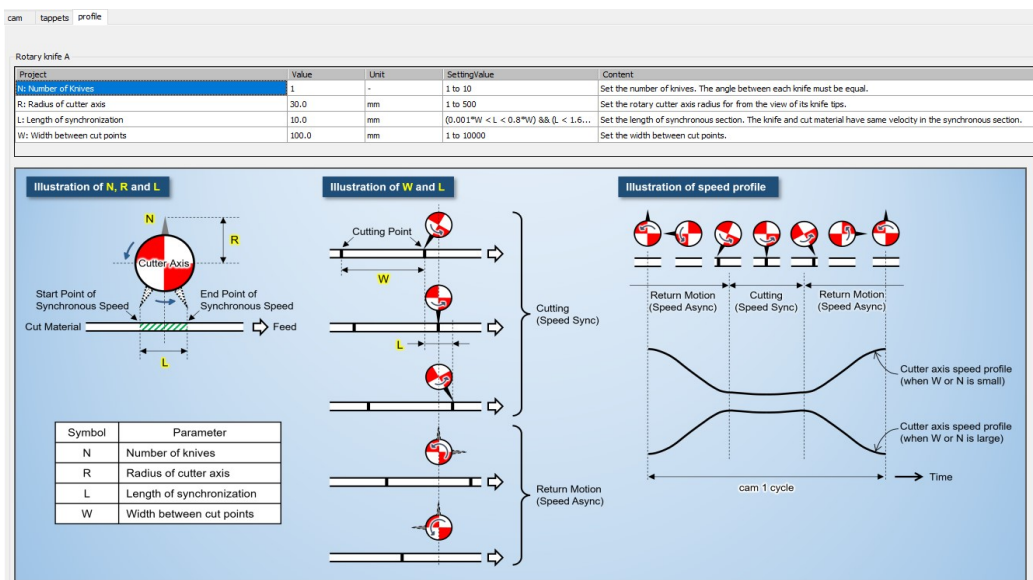 cam tappets profile
Rotary knife A
Project Value Unit SettingValue Content
N: Number of Knives 1 - 1 to 10 Set the number of knives. The angle between each knife must be equal.
R: Radius of cutter axis 30.0 mm 1 to 500 Set the rotary cutter axis radius for from the view of its knife tips.
L: Length of synchronization 10.0 mm (0.001*W < L < 0.8*W) && (L < 1.6... Set the length of synchronous section. The knife and cut material have same velocity in the synchronous section.
W: Width between cut points 100.0 mm 1 to 10000 Set the width between cut points.
Illustration of N, R and L
N
R
Cutter Axis
Start Point of
Synchronous Speed
End Point of
Synchronous Speed
Cut Material
Feed
L
Symbol Parameter
N Number of knives
R Radius of cutter axis
L Length of synchronization
W Width between cut points
Illustration of W and L
Cutting Point
W
L
Cutting
(Speed Sync)
Return Motion
(Speed Async)
Illustration of speed profile
Return Motion
(Speed Async)
Cutting
(Speed Sync)
Return Motion
(Speed Async)
Cutter axis speed profile
(when W or N is small)
Cutter axis speed profile
(when W or N is large)
Time
cam 1 cycle